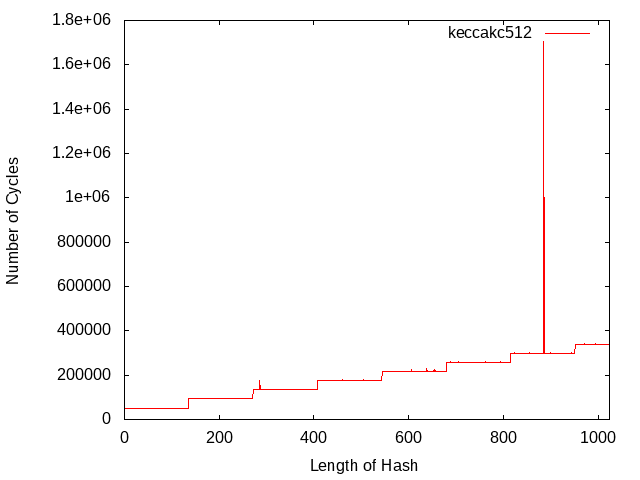 1.8e+06
keccakc512
1.6e+06
1.4e+06
1.2e+06
1e+06
800000
600000
400000
200000
0
Number of Cycles
0 200 400 600 800 1000
Length of Hash